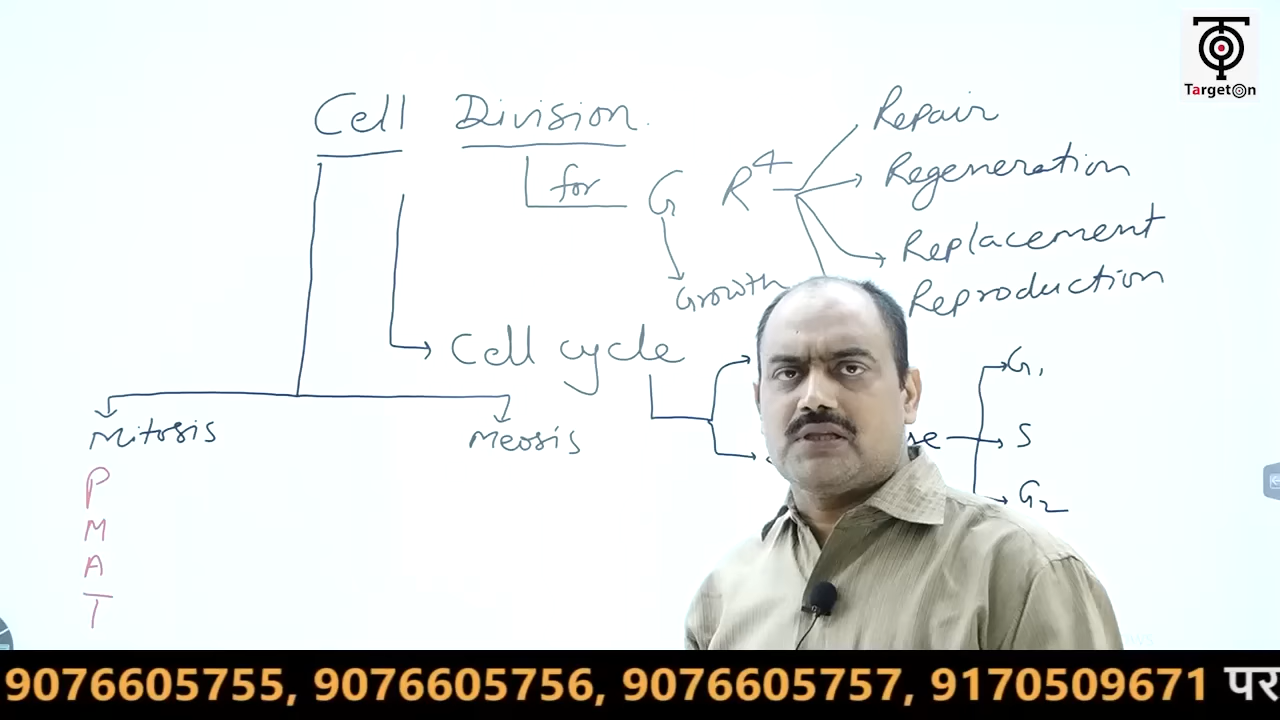 TargetOn
Cell Division.
for G R4
Repair
Regeneration
Replacement
Reproduction
Growth
Cell cycle
G1
S
G2
Mitosis
Meosis
P
M
A
T
9076605755, 9076605756, 9076605757, 9170509671 पर